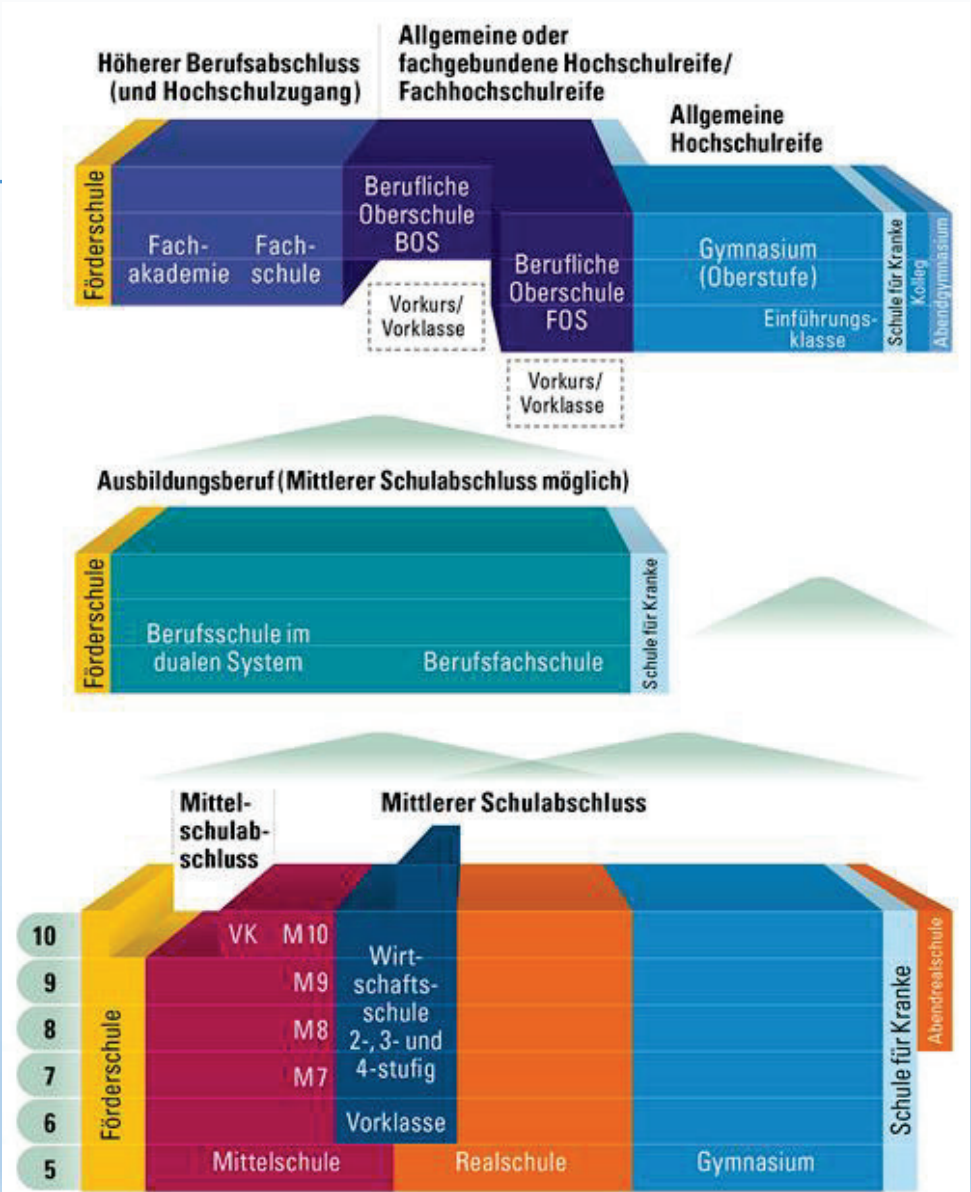 Höherer Berufsabschluss
(und Hochschulzugang)
Allgemeine oder
fachgebundene Hochschulreife/
Fachhochschulreife
Allgemeine
Hochschulreife
Förderschule
Fach-
akademie
Fach-
schule
Berufliche
Oberschule
BOS
Vorkurs/
Vorklasse
Berufliche
Oberschule
FOS
Vorkurs/
Vorklasse
Gymnasium
(Oberstufe)
Einführungs-
klasse
Schule für Kranke
Kolleg
Abendgymnasium
Ausbildungsberuf (Mittlerer Schulabschluss möglich)
Förderschule
Berufsschule im
dualen System
Berufsfachschule
Schule für Kranke
Mittel-
schulab-
schluss
Mittlerer Schulabschluss
10
9
8
7
6
5
Förderschule
VK M10
M9
M8
M7
Mittelschule
Wirt-
schafts-
schule
2-, 3- und
4-stufig
Vorklasse
Realschule
Gymnasium
Schule für Kranke
Abendrealschule